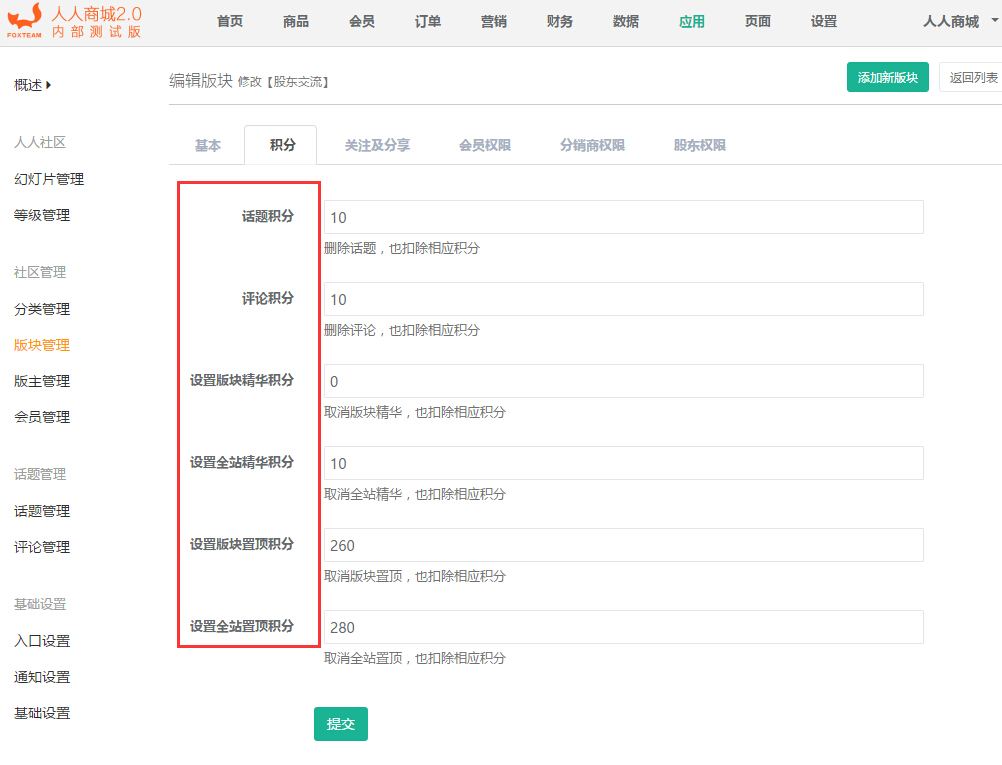 人人商城2.0
内部测试版
FOXTEAM
首页 商品 会员 订单 营销 财务 数据 应用 页面 设置 人人商城
概述
人人社区
幻灯片管理
等级管理
社区管理
分类管理
版块管理
版主管理
会员管理
话题管理
话题管理
评论管理
基础设置
入口设置
通知设置
基础设置
编辑版块 修改【股东交流】
添加新版块 返回列表
基本 积分 关注及分享 会员权限 分销商权限 股东权限
话题积分 10
删除话题，也扣除相应积分
评论积分 10
删除评论，也扣除相应积分
设置版块精华积分 0
取消版块精华，也扣除相应积分
设置全站精华积分 10
取消全站精华，也扣除相应积分
设置版块置顶积分 260
取消版块置顶，也扣除相应积分
设置全站置顶积分 280
取消全站置顶，也扣除相应积分
提交